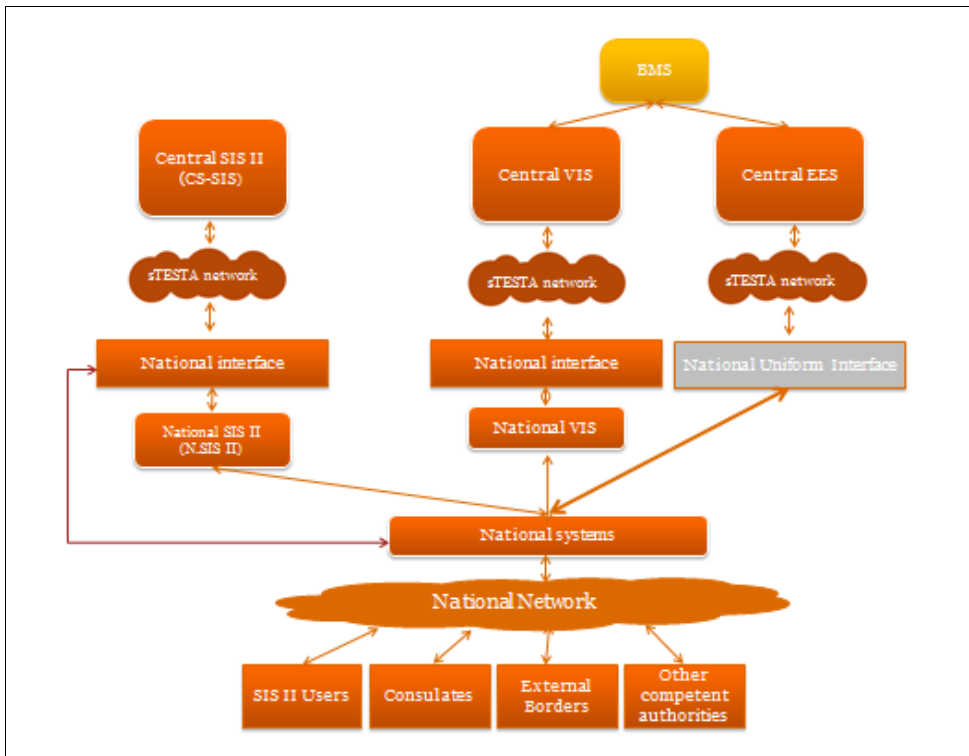 BMS
Central SIS II
(CS-SIS)
Central VIS
Central EES
sTESTA network
sTESTA network
sTESTA network
National interface
National interface
National Uniform Interface
National SIS II
(N.SIS II)
National VIS
National systems
National Network
SIS II Users
Consulates
External
Borders
Other
competent
authorities